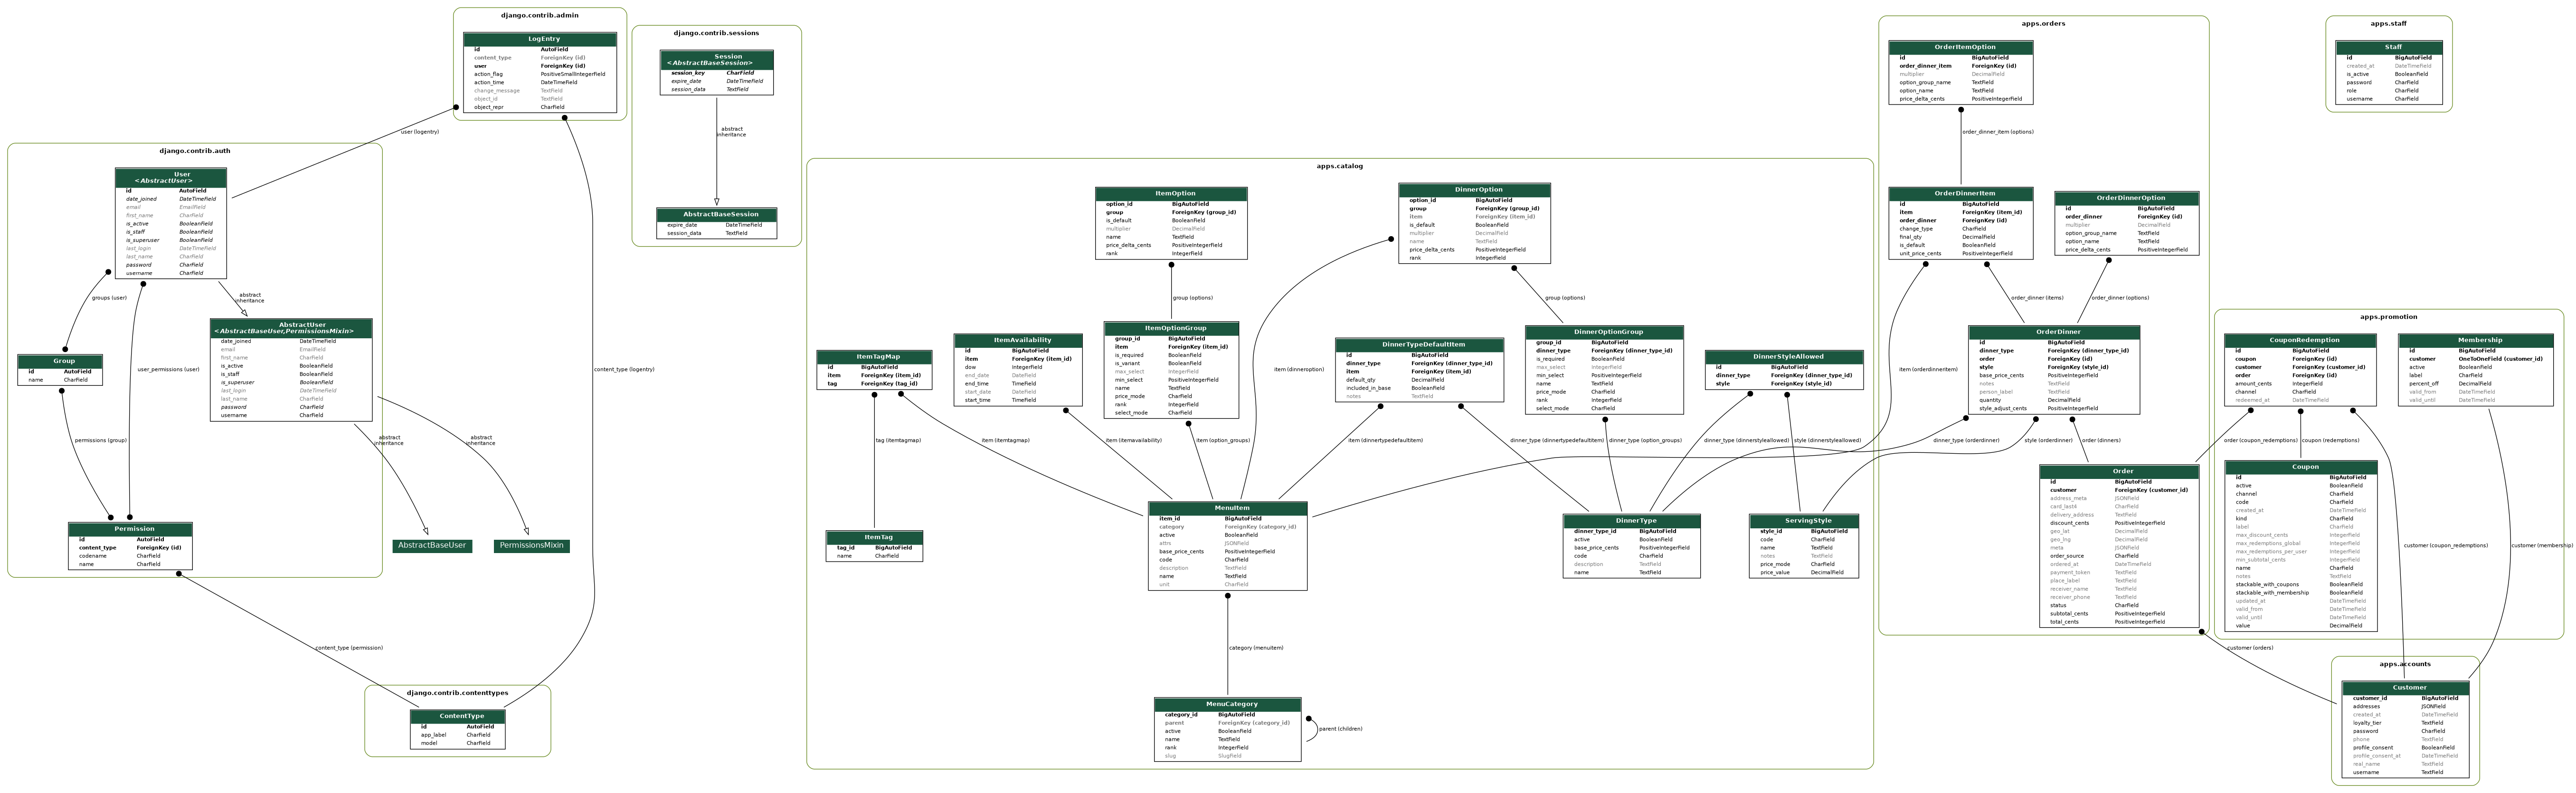 django.contrib.admin
LogEntry
id AutoField
content_type ForeignKey (id)
user ForeignKey (id)
action_flag PositiveSmallIntegerField
action_time DateTimeField
change_message TextField
object_id TextField
object_repr CharField
django.contrib.sessions
Session
<AbstractBaseSession>
session_key CharField
expire_date DateTimeField
session_data TextField
abstract
inheritance
AbstractBaseSession
expire_date DateTimeField
session_data TextField
user (logentry)
django.contrib.auth
User
<AbstractUser>
id AutoField
date_joined DateTimeField
email EmailField
first_name CharField
is_active BooleanField
is_staff BooleanField
is_superuser BooleanField
last_login DateTimeField
last_name CharField
password CharField
username CharField
groups (user)
abstract
inheritance
AbstractUser
<AbstractBaseUser,PermissionsMixin>
date_joined DateTimeField
email EmailField
first_name CharField
is_active BooleanField
is_staff BooleanField
is_superuser BooleanField
last_login DateTimeField
last_name CharField
password CharField
username CharField
Group
id AutoField
name CharField
user_permissions (user)
content_type (logentry)
permissions (group)
abstract
inheritance
abstract
inheritance
Permission
id AutoField
content_type ForeignKey (id)
codename CharField
name CharField
AbstractBaseUser
PermissionsMixin
content_type (permission)
django.contrib.contenttypes
ContentType
id AutoField
app_label CharField
model CharField
apps.catalog
ItemOption
option_id BigAutoField
group ForeignKey (group_id)
is_default BooleanField
multiplier DecimalField
name TextField
price_delta_cents PositiveIntegerField
rank IntegerField
DinnerOption
option_id BigAutoField
group ForeignKey (group_id)
item ForeignKey (item_id)
is_default BooleanField
multiplier DecimalField
name TextField
price_delta_cents PositiveIntegerField
rank IntegerField
group (options)
group (options)
ItemTagMap
id BigAutoField
item ForeignKey (item_id)
tag ForeignKey (tag_id)
ItemAvailability
id BigAutoField
item ForeignKey (item_id)
dow IntegerField
end_date DateField
end_time TimeField
start_date DateField
start_time TimeField
ItemOptionGroup
group_id BigAutoField
item ForeignKey (item_id)
is_required BooleanField
is_variant BooleanField
max_select IntegerField
min_select PositiveIntegerField
name TextField
price_mode CharField
rank IntegerField
select_mode CharField
item (dinneroption)
DinnerTypeDefaultItem
id BigAutoField
dinner_type ForeignKey (dinner_type_id)
item ForeignKey (item_id)
default_qty DecimalField
included_in_base BooleanField
notes TextField
DinnerOptionGroup
group_id BigAutoField
dinner_type ForeignKey (dinner_type_id)
is_required BooleanField
max_select IntegerField
min_select PositiveIntegerField
name TextField
price_mode CharField
rank IntegerField
select_mode CharField
DinnerStyleAllowed
id BigAutoField
dinner_type ForeignKey (dinner_type_id)
style ForeignKey (style_id)
tag (itemtagmap)
item (itemtagmap)
item (itemavailability)
item (option_groups)
item (dinnertypedefaultitem)
dinner_type (dinnertypedefaultitem)
dinner_type (option_groups)
dinner_type (dinnerstyleallowed)
style (dinnerstyleallowed)
ItemTag
tag_id BigAutoField
name CharField
MenuItem
item_id BigAutoField
category ForeignKey (category_id)
active BooleanField
attrs JSONField
base_price_cents PositiveIntegerField
code CharField
description TextField
name TextField
unit CharField
DinnerType
dinner_type_id BigAutoField
active BooleanField
base_price_cents PositiveIntegerField
code CharField
description TextField
name TextField
ServingStyle
style_id BigAutoField
code CharField
name TextField
notes TextField
price_mode CharField
price_value DecimalField
category (menuitem)
MenuCategory
category_id BigAutoField
parent ForeignKey (category_id)
active BooleanField
name TextField
rank IntegerField
slug SlugField
parent (children)
apps.orders
OrderItemOption
id BigAutoField
order_dinner_item ForeignKey (id)
multiplier DecimalField
option_group_name TextField
option_name TextField
price_delta_cents PositiveIntegerField
order_dinner_item (options)
OrderDinnerItem
id BigAutoField
item ForeignKey (item_id)
order_dinner ForeignKey (id)
change_type CharField
final_qty DecimalField
is_default BooleanField
unit_price_cents PositiveIntegerField
OrderDinnerOption
id BigAutoField
order_dinner ForeignKey (id)
multiplier DecimalField
option_group_name TextField
option_name TextField
price_delta_cents PositiveIntegerField
order_dinner (items)
order_dinner (options)
item (orderdinneritem)
OrderDinner
id BigAutoField
dinner_type ForeignKey (dinner_type_id)
order ForeignKey (id)
style ForeignKey (style_id)
base_price_cents PositiveIntegerField
notes TextField
person_label TextField
quantity DecimalField
style_adjust_cents PositiveIntegerField
dinner_type (orderdinner)
style (orderdinner)
order (dinners)
Order
id BigAutoField
customer ForeignKey (customer_id)
address_meta JSONField
card_last4 CharField
delivery_address TextField
discount_cents PositiveIntegerField
geo_lat DecimalField
geo_lng DecimalField
meta JSONField
order_source CharField
ordered_at DateTimeField
payment_token TextField
place_label TextField
receiver_name TextField
receiver_phone TextField
status CharField
subtotal_cents PositiveIntegerField
total_cents PositiveIntegerField
customer (orders)
apps.staff
Staff
id BigAutoField
created_at DateTimeField
is_active BooleanField
password CharField
role CharField
username CharField
apps.promotion
CouponRedemption
id BigAutoField
coupon ForeignKey (id)
customer ForeignKey (customer_id)
order ForeignKey (id)
amount_cents IntegerField
channel CharField
redeemed_at DateTimeField
Membership
id BigAutoField
customer OneToOneField (customer_id)
active BooleanField
label CharField
percent_off DecimalField
valid_from DateTimeField
valid_until DateTimeField
order (coupon_redemptions)
coupon (redemptions)
Coupon
id BigAutoField
active BooleanField
channel CharField
code CharField
created_at DateTimeField
kind CharField
label CharField
max_discount_cents IntegerField
max_redemptions_global IntegerField
max_redemptions_per_user IntegerField
min_subtotal_cents IntegerField
name CharField
notes TextField
stackable_with_coupons BooleanField
stackable_with_membership BooleanField
updated_at DateTimeField
valid_from DateTimeField
valid_until DateTimeField
value DecimalField
customer (coupon_redemptions)
customer (membership)
apps.accounts
Customer
customer_id BigAutoField
addresses JSONField
created_at DateTimeField
loyalty_tier TextField
password CharField
phone TextField
profile_consent BooleanField
profile_consent_at DateTimeField
real_name TextField
username TextField